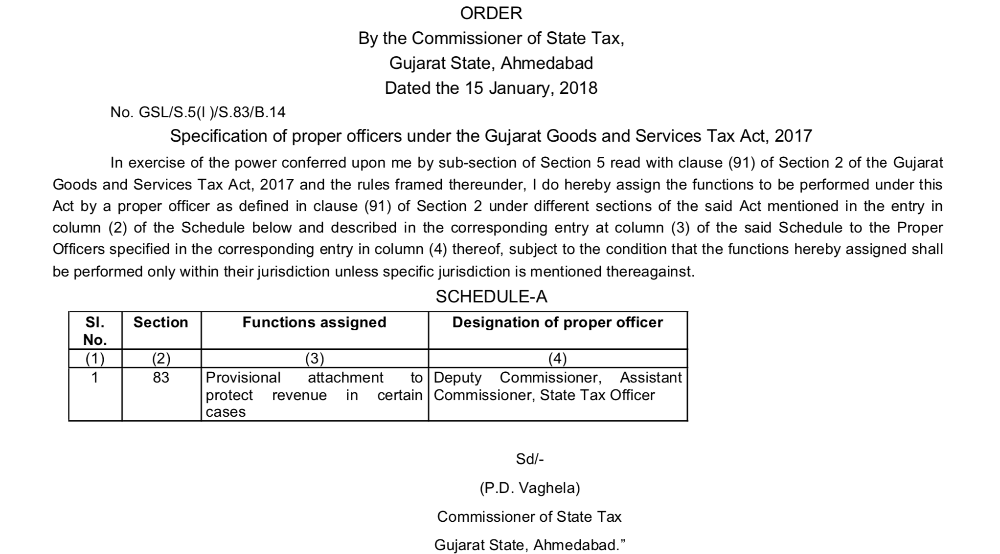 ORDER
By the Commissioner of State Tax,
Gujarat State, Ahmedabad
Dated the 15 January, 2018
No. GSL/S.5(I )/S.83/B.14
Specification of proper officers under the Gujarat Goods and Services Tax Act, 2017
In exercise of the power conferred upon me by sub-section of Section 5 read with clause (91) of Section 2 of the Gujarat
Goods and Services Tax Act, 2017 and the rules framed thereunder, I do hereby assign the functions to be performed under this
Act by a proper officer as defined in clause (91) of Section 2 under different sections of the said Act mentioned in the entry in
column (2) of the Schedule below and described in the corresponding entry at column (3) of the said Schedule to the Proper
Officers specified in the corresponding entry in column (4) thereof, subject to the condition that the functions hereby assigned shall
be performed only within their jurisdiction unless specific jurisdiction is mentioned thereagainst.
SCHEDULE-A
Sl. Section Functions assigned Designation of proper officer
No.
(1) (2) (3) (4)
1 83 Provisional attachment to Deputy Commissioner, Assistant
protect revenue in certain Commissioner, State Tax Officer
cases
Sd/-
(P.D. Vaghela)
Commissioner of State Tax
Gujarat State, Ahmedabad.”